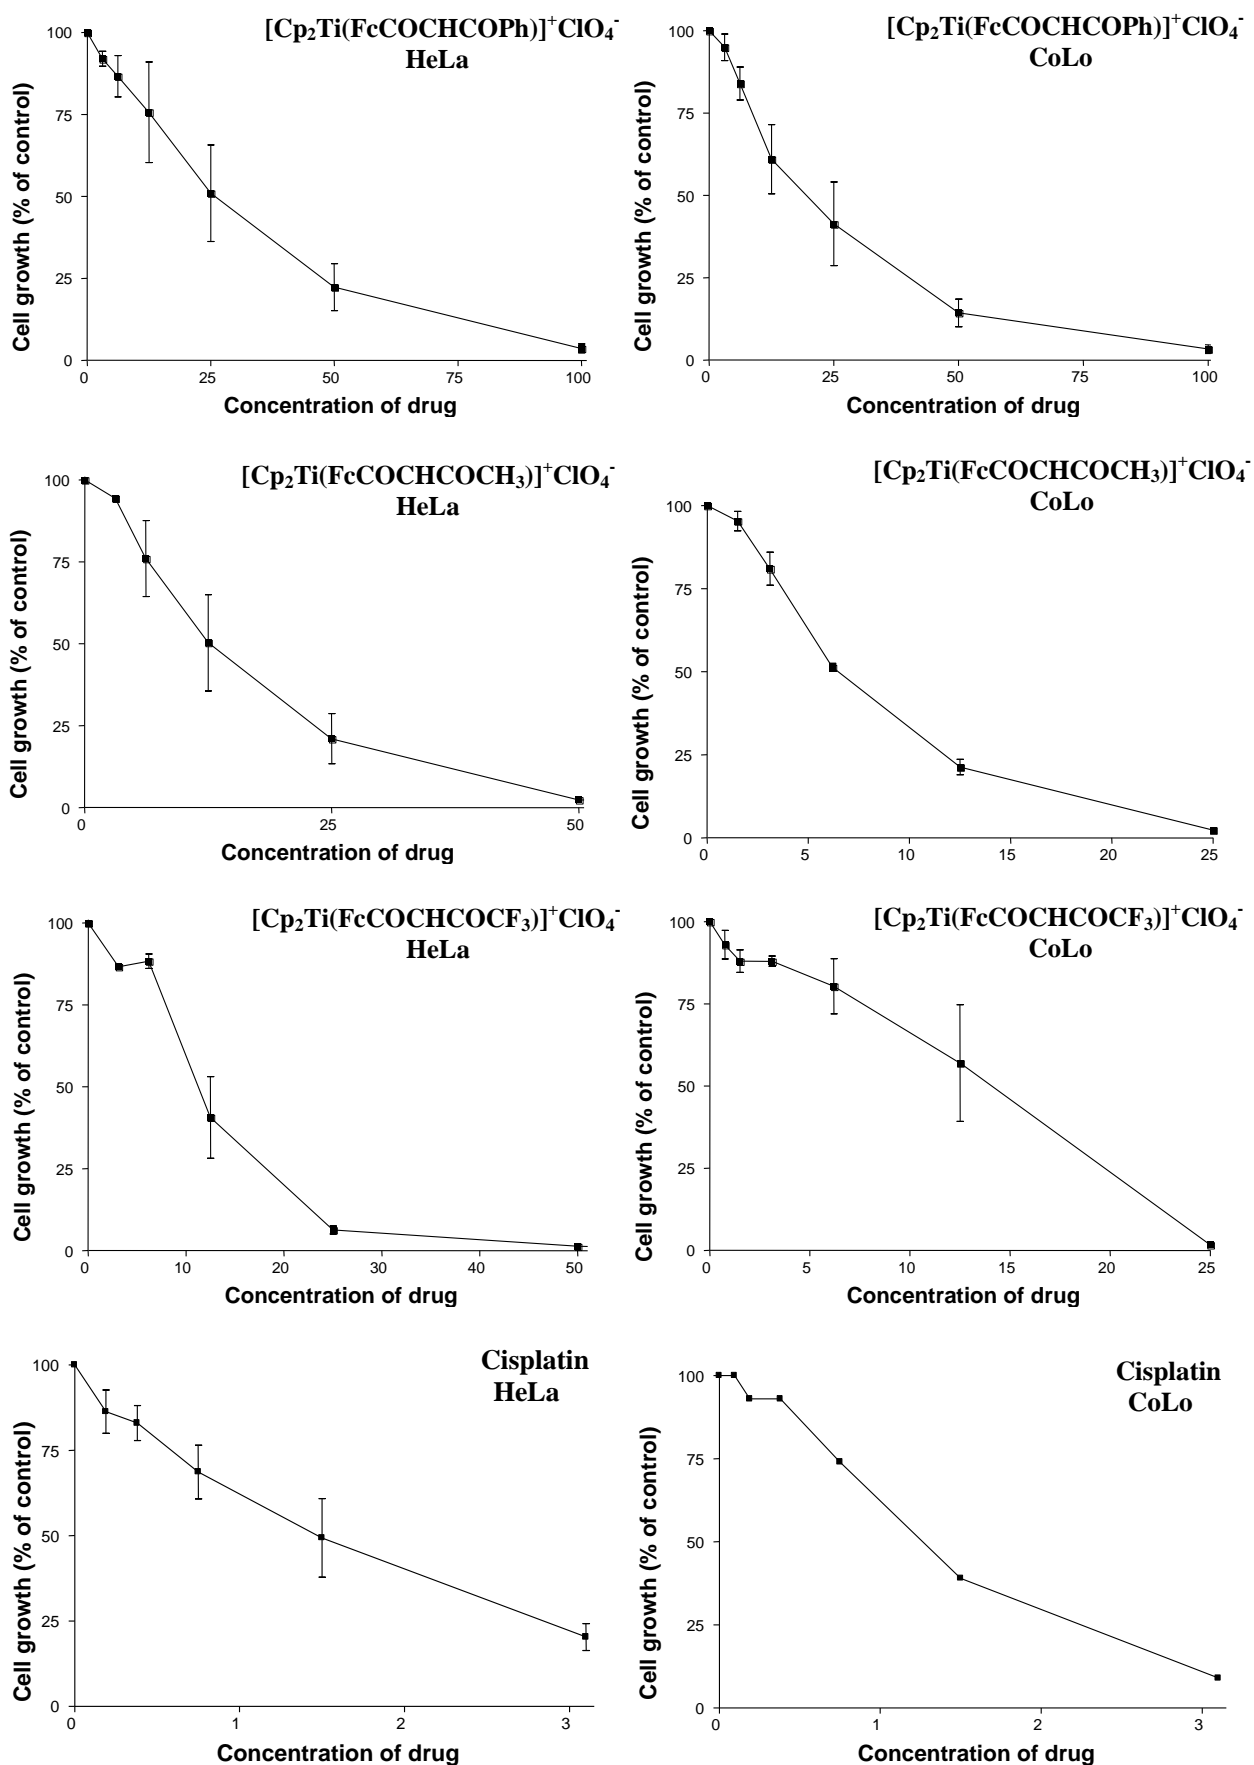 [Cp₂Ti(FcCOCHCOPh)]⁺ClO₄⁻
HeLa
Cell growth (% of control)
100
75
50
25
0
0 25 50 75 100
Concentration of drug
[Cp₂Ti(FcCOCHCOPh)]⁺ClO₄⁻
CoLo
Cell growth (% of control)
100
75
50
25
0
0 25 50 75 100
Concentration of drug
[Cp₂Ti(FcCOCHCOCH₃)]⁺ClO₄⁻
HeLa
Cell growth (% of control)
100
75
50
25
0
0 25 50
Concentration of drug
[Cp₂Ti(FcCOCHCOCH₃)]⁺ClO₄⁻
CoLo
Cell growth (% of control)
100
75
50
25
0
0 5 10 15 20 25
Concentration of drug
[Cp₂Ti(FcCOCHCOCF₃)]⁺ClO₄⁻
HeLa
Cell growth (% of control)
100
75
50
25
0
0 10 20 30 40 50
Concentration of drug
[Cp₂Ti(FcCOCHCOCF₃)]⁺ClO₄⁻
CoLo
Cell growth (% of control)
100
75
50
25
0
0 5 10 15 20 25
Concentration of drug
Cisplatin
HeLa
Cell growth (% of control)
100
75
50
25
0
0 1 2 3
Concentration of drug
Cisplatin
CoLo
Cell growth (% of control)
100
75
50
25
0
0 1 2 3
Concentration of drug